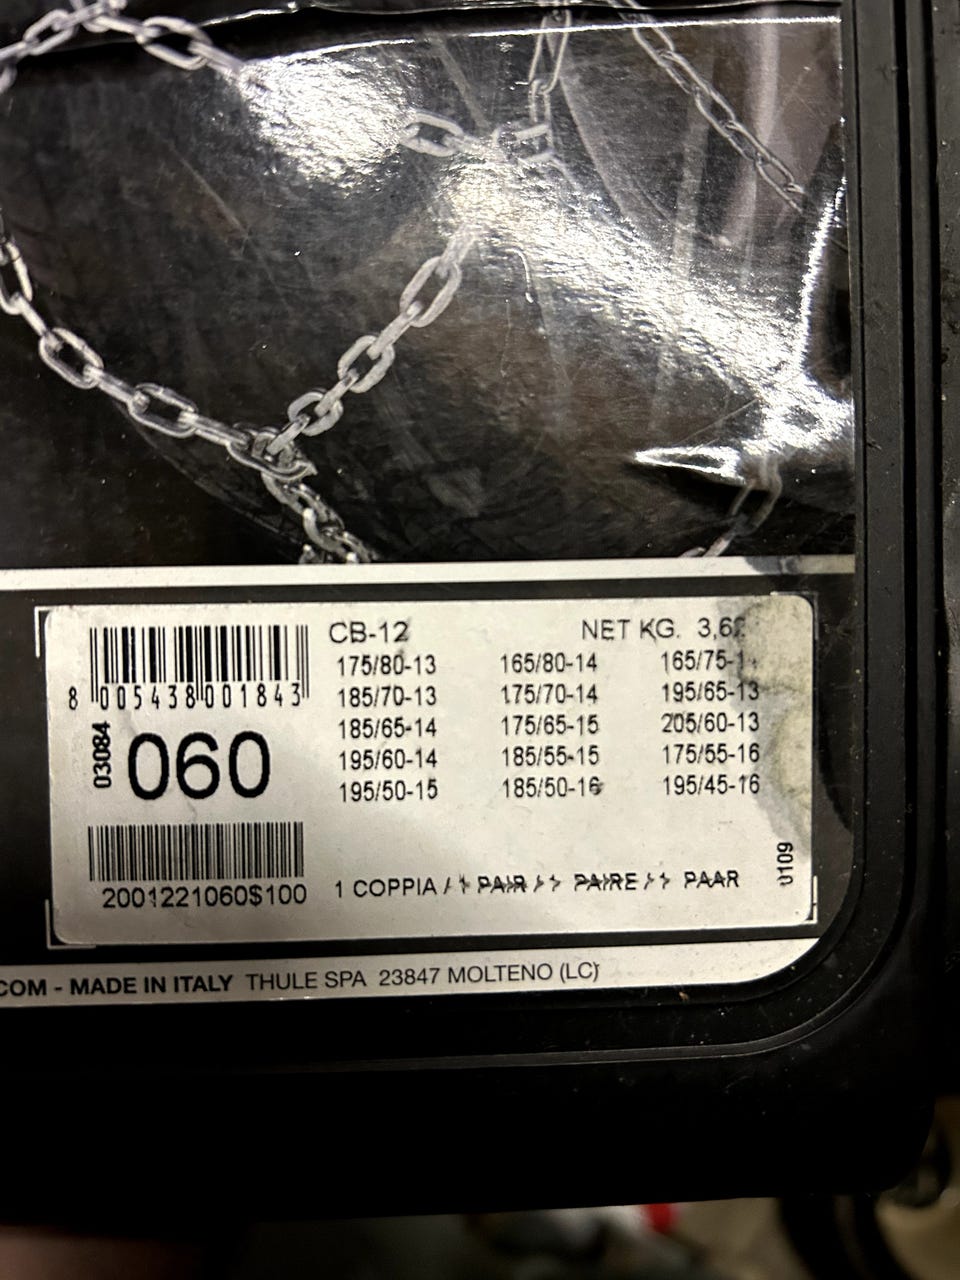 CB-12 NET KG.
175/80-13 165/80-14
185/70-13 175/70-14 195/65-13
185/65-14 175/65-15 205/60-13
195/60-14 185/55-15 175/55-16
195/50-15 185/50-16 195/45-16
8 005438 001843
03084
060
2001221060$100
1 COPPIA / 1 PAIR / 1 PAIRE / 1 PAAR
0109
COM - MADE IN ITALY THULE SPA 23847 MOLTENO (LC)